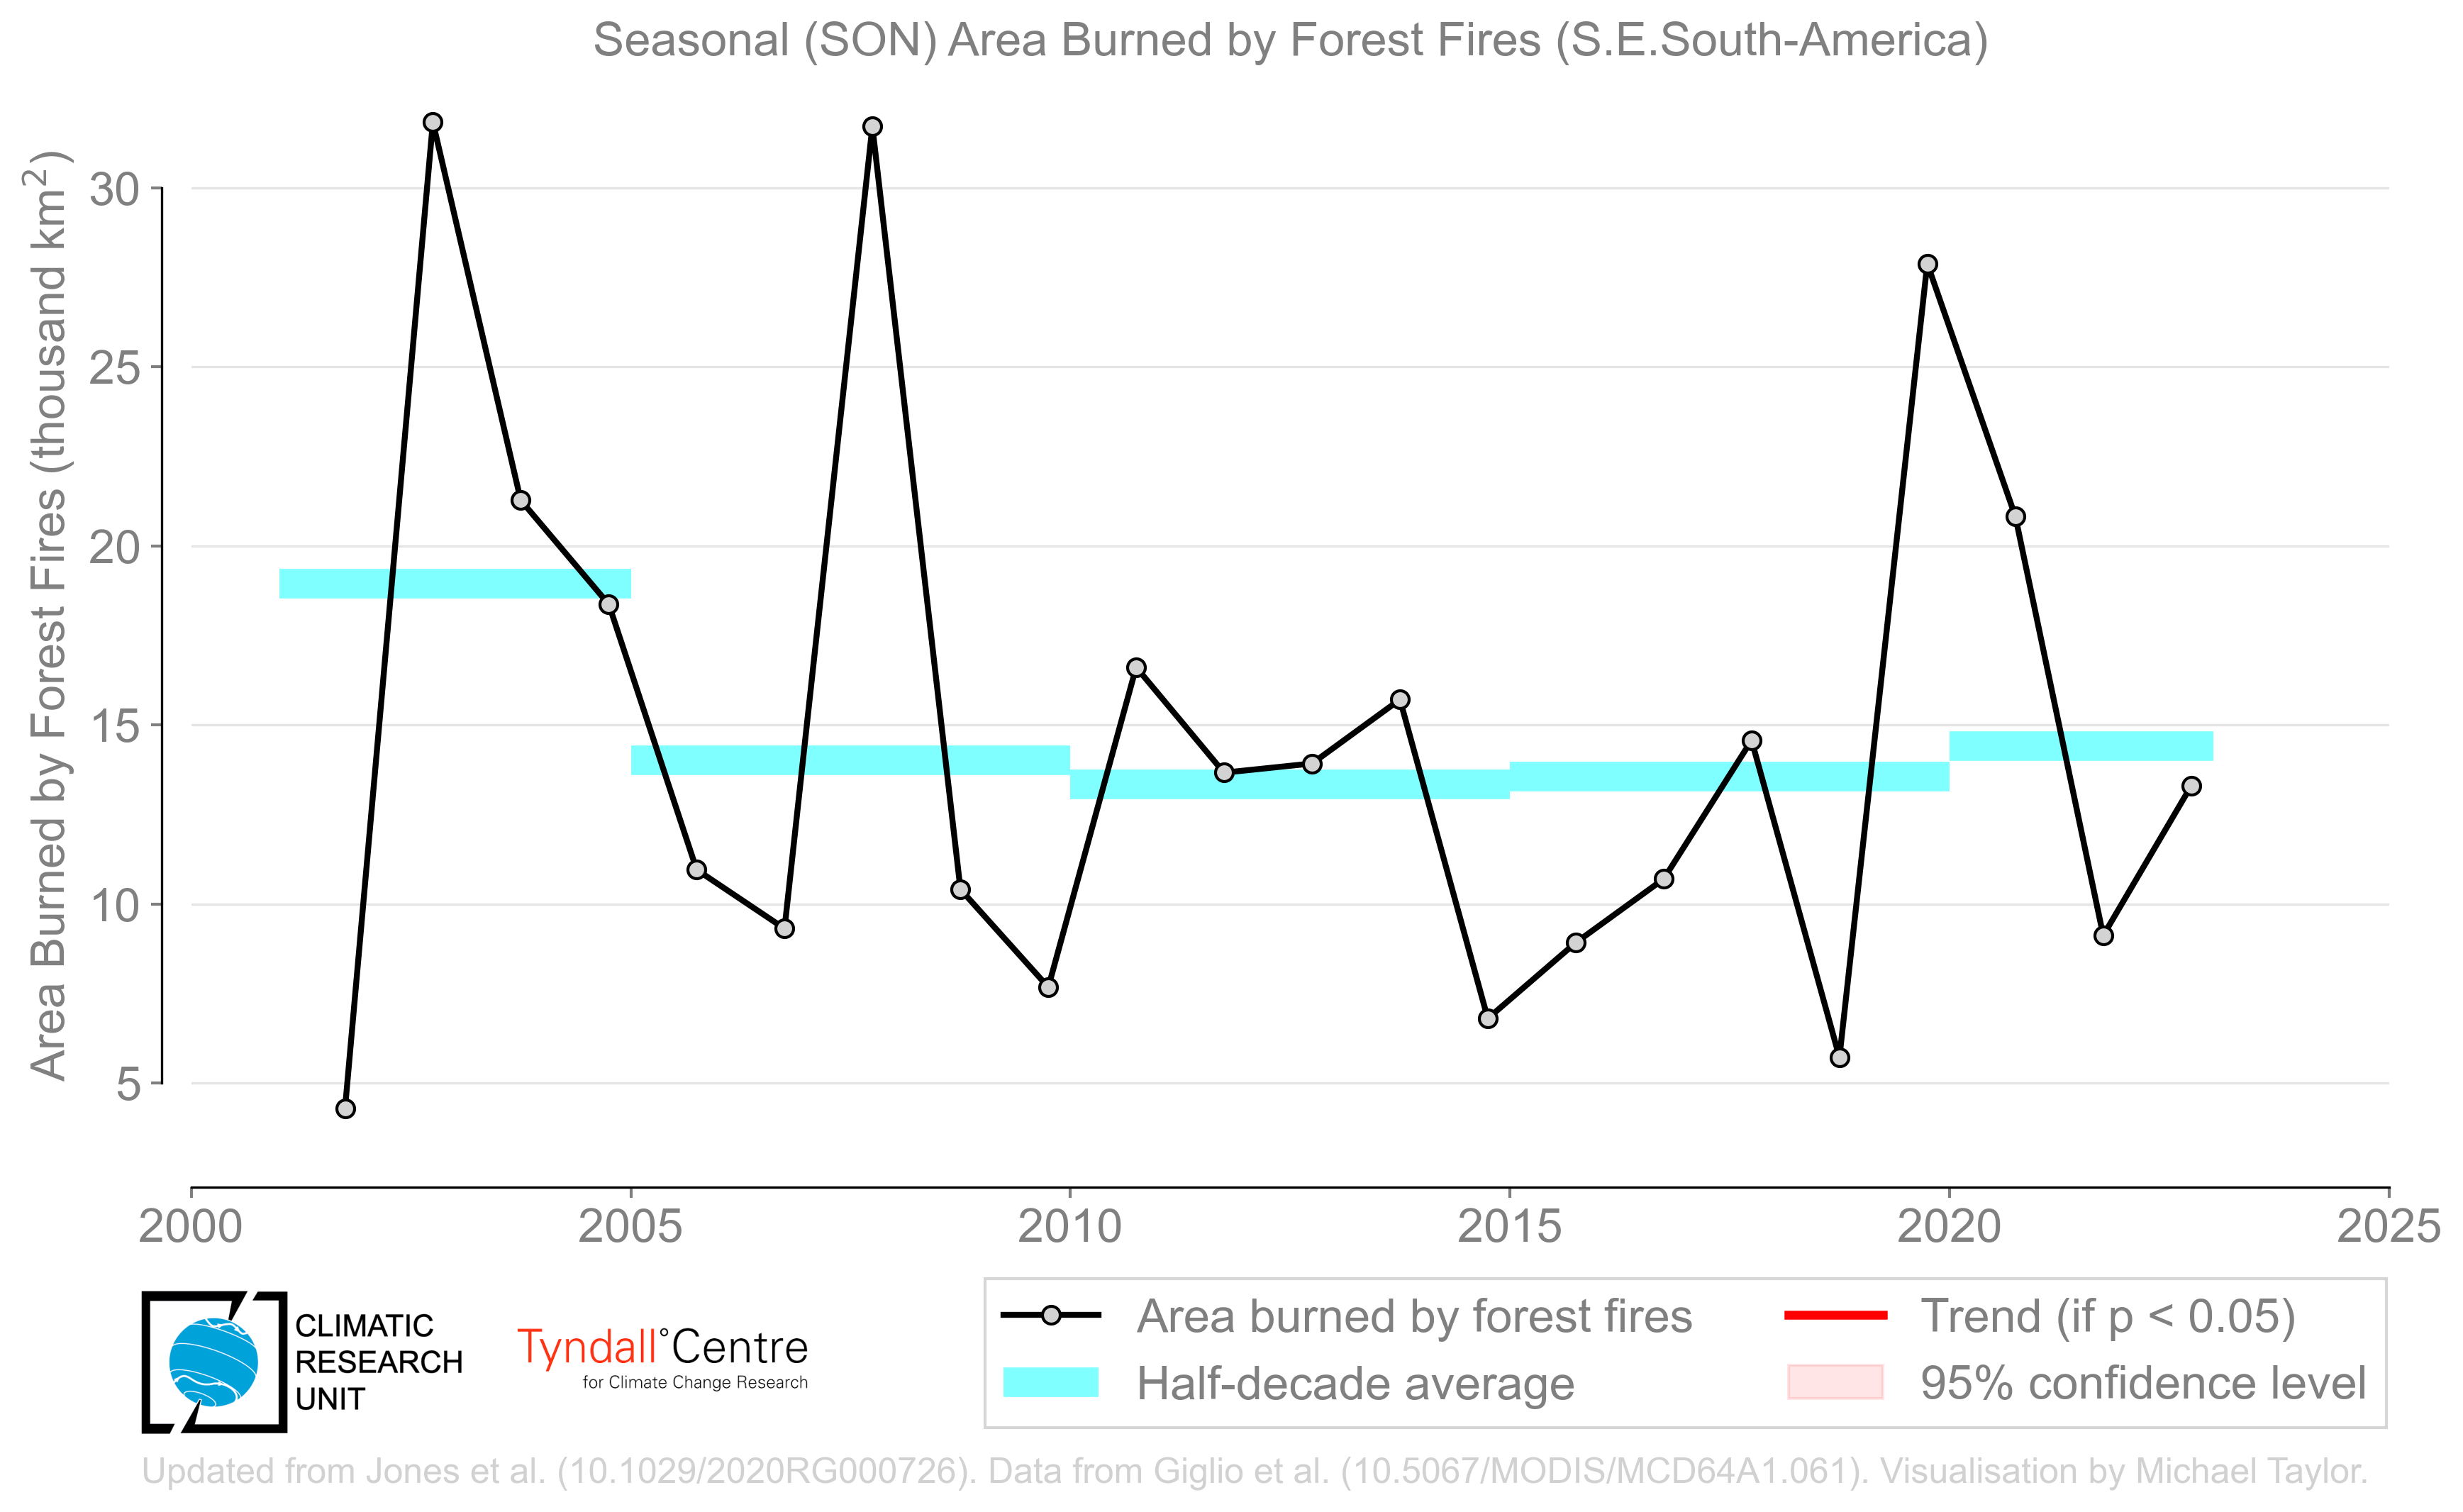 Seasonal (SON) Area Burned by Forest Fires (S.E.South-America)
Area Burned by Forest Fires (thousand km²)
30
25
20
15
10
5
2000 2005 2010 2015 2020 2025
CLIMATIC
RESEARCH
UNIT
Tyndall°Centre
for Climate Change Research
Area burned by forest fires
Half-decade average
Trend (if p < 0.05)
95% confidence level
Updated from Jones et al. (10.1029/2020RG000726). Data from Giglio et al. (10.5067/MODIS/MCD64A1.061). Visualisation by Michael Taylor.